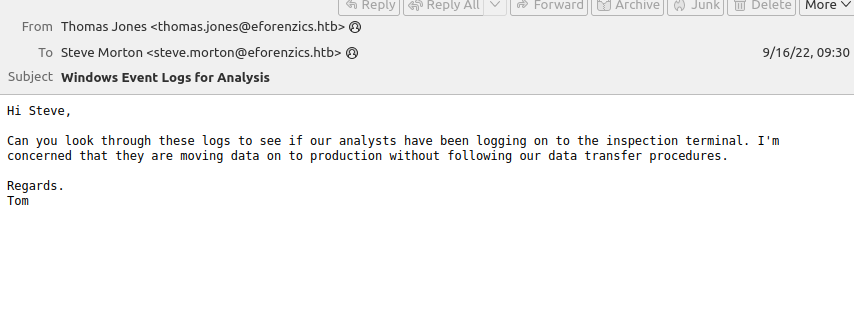 Reply Reply All Forward Archive Junk Delete More
From Thomas Jones <thomas.jones@eforenzics.htb>
To Steve Morton <steve.morton@eforenzics.htb> 9/16/22, 09:30
Subject Windows Event Logs for Analysis
Hi Steve,
Can you look through these logs to see if our analysts have been logging on to the inspection terminal. I'm
concerned that they are moving data on to production without following our data transfer procedures.
Regards.
Tom